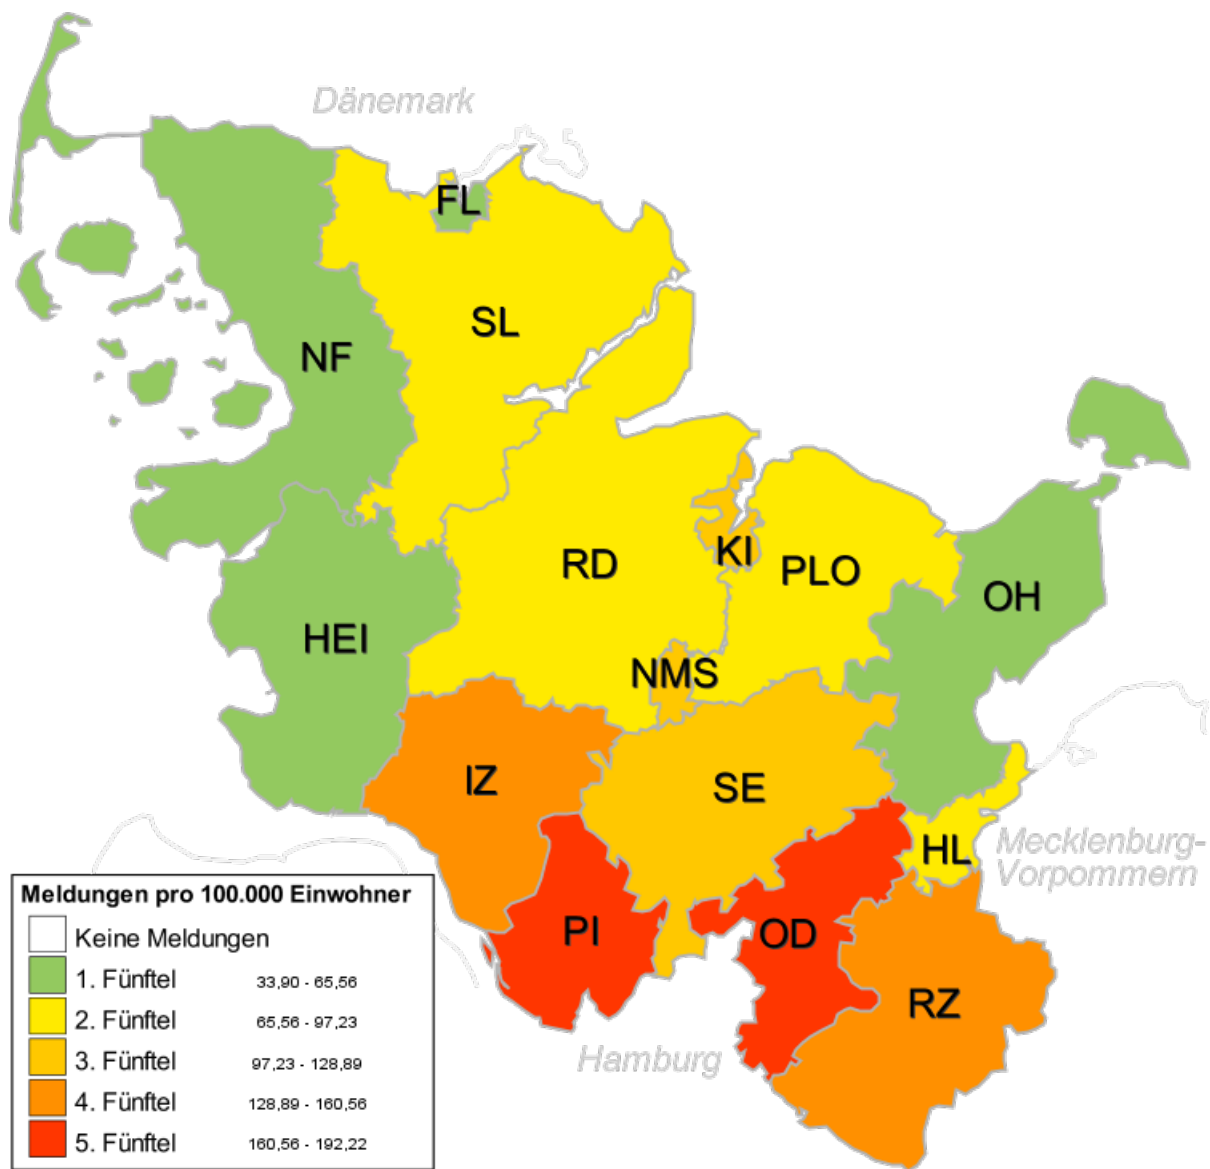 Dänemark
FL
SL
NF
RD
KI
PLO
OH
HEI
NMS
IZ
SE
HL
Mecklenburg-
Vorpommern
PI
OD
RZ
Hamburg
Meldungen pro 100.000 Einwohner
Keine Meldungen
1. Fünftel 33,90 - 65,56
2. Fünftel 65,56 - 97,23
3. Fünftel 97,23 - 128,89
4. Fünftel 128,89 - 160,56
5. Fünftel 160,56 - 192,22